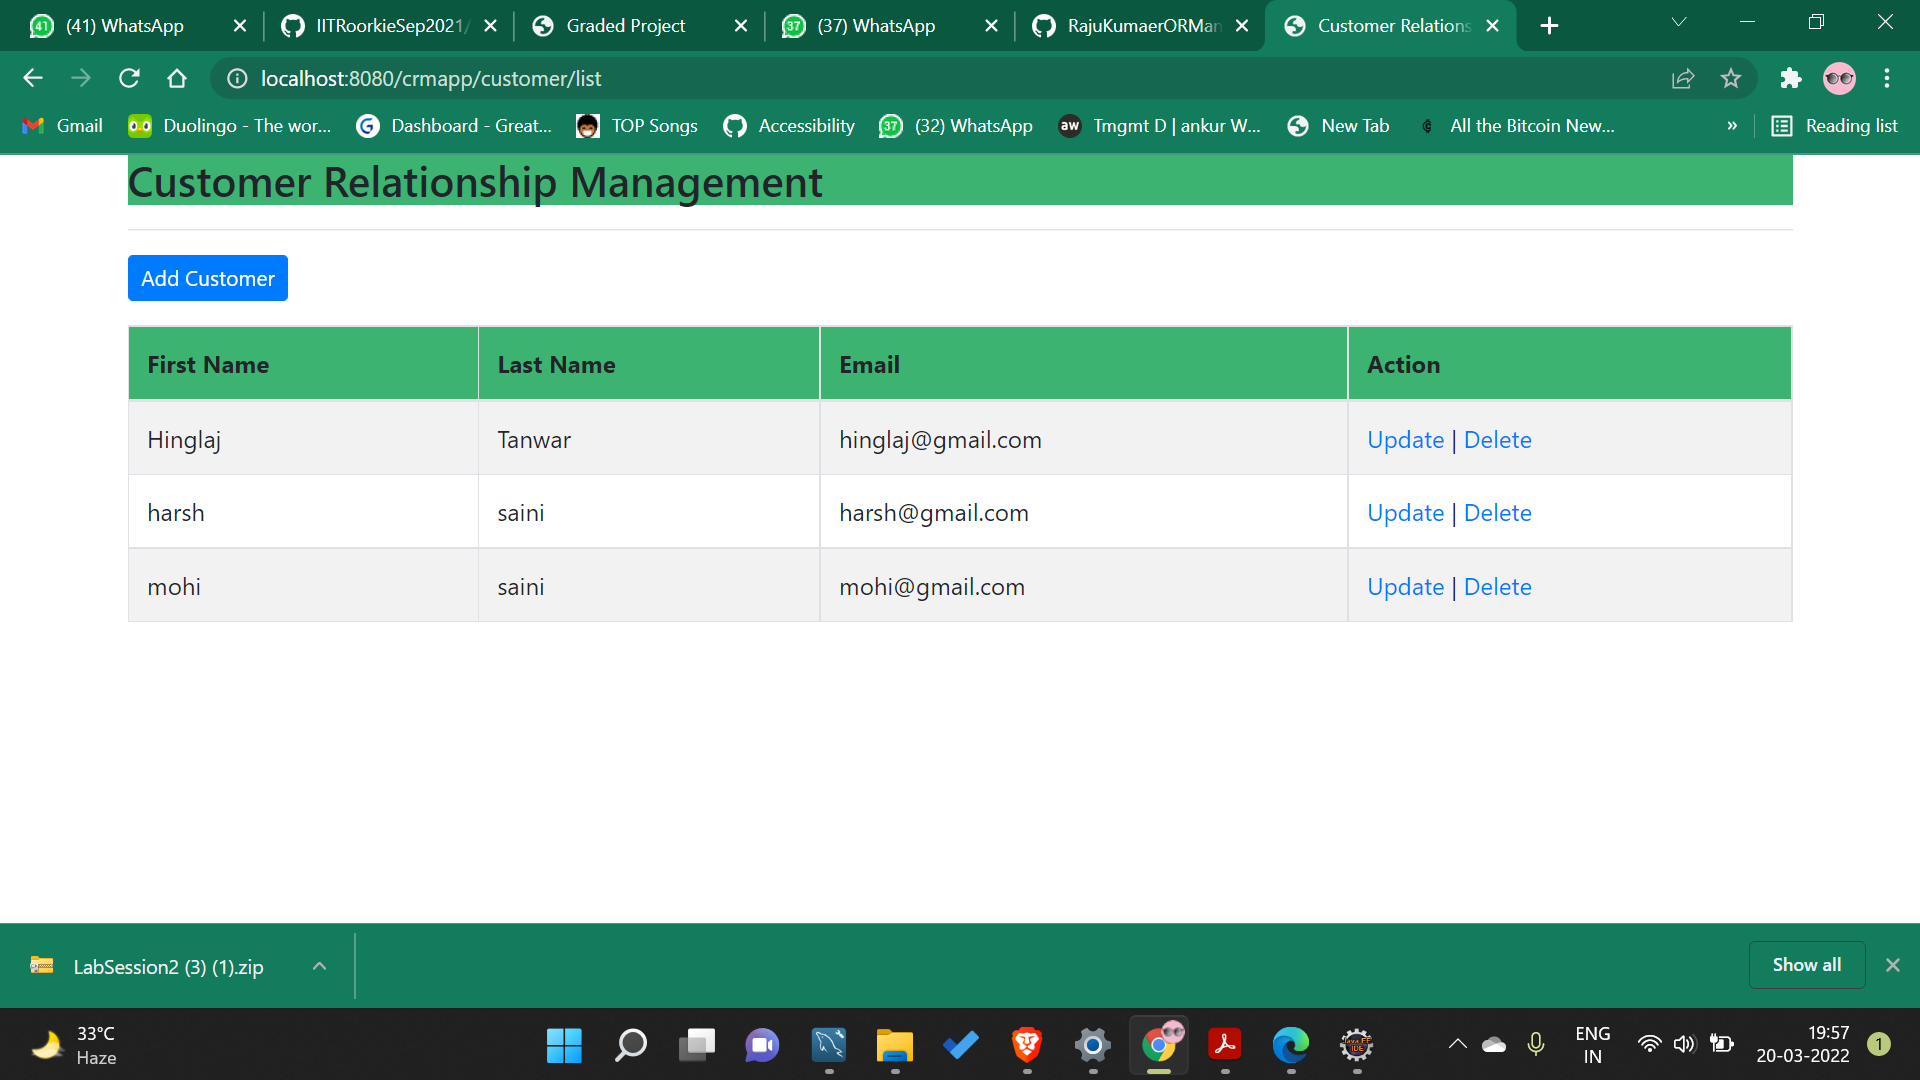 (41) WhatsApp
IITRoorkieSep2021/
Graded Project
(37) WhatsApp
RajuKumaerORMan
Customer Relations
localhost:8080/crmapp/customer/list
Gmail
Duolingo - The wor...
Dashboard - Great...
TOP Songs
Accessibility
37
(32) WhatsApp
aw
Tmgmt D | ankur W...
New Tab
All the Bitcoin New...
»
Reading list
Customer Relationship Management
Add Customer
First Name Last Name Email Action
Hinglaj Tanwar hinglaj@gmail.com Update | Delete
harsh saini harsh@gmail.com Update | Delete
mohi saini mohi@gmail.com Update | Delete
LabSession2 (3) (1).zip
Show all
33°C
Haze
ENG
IN
19:57
20-03-2022
1